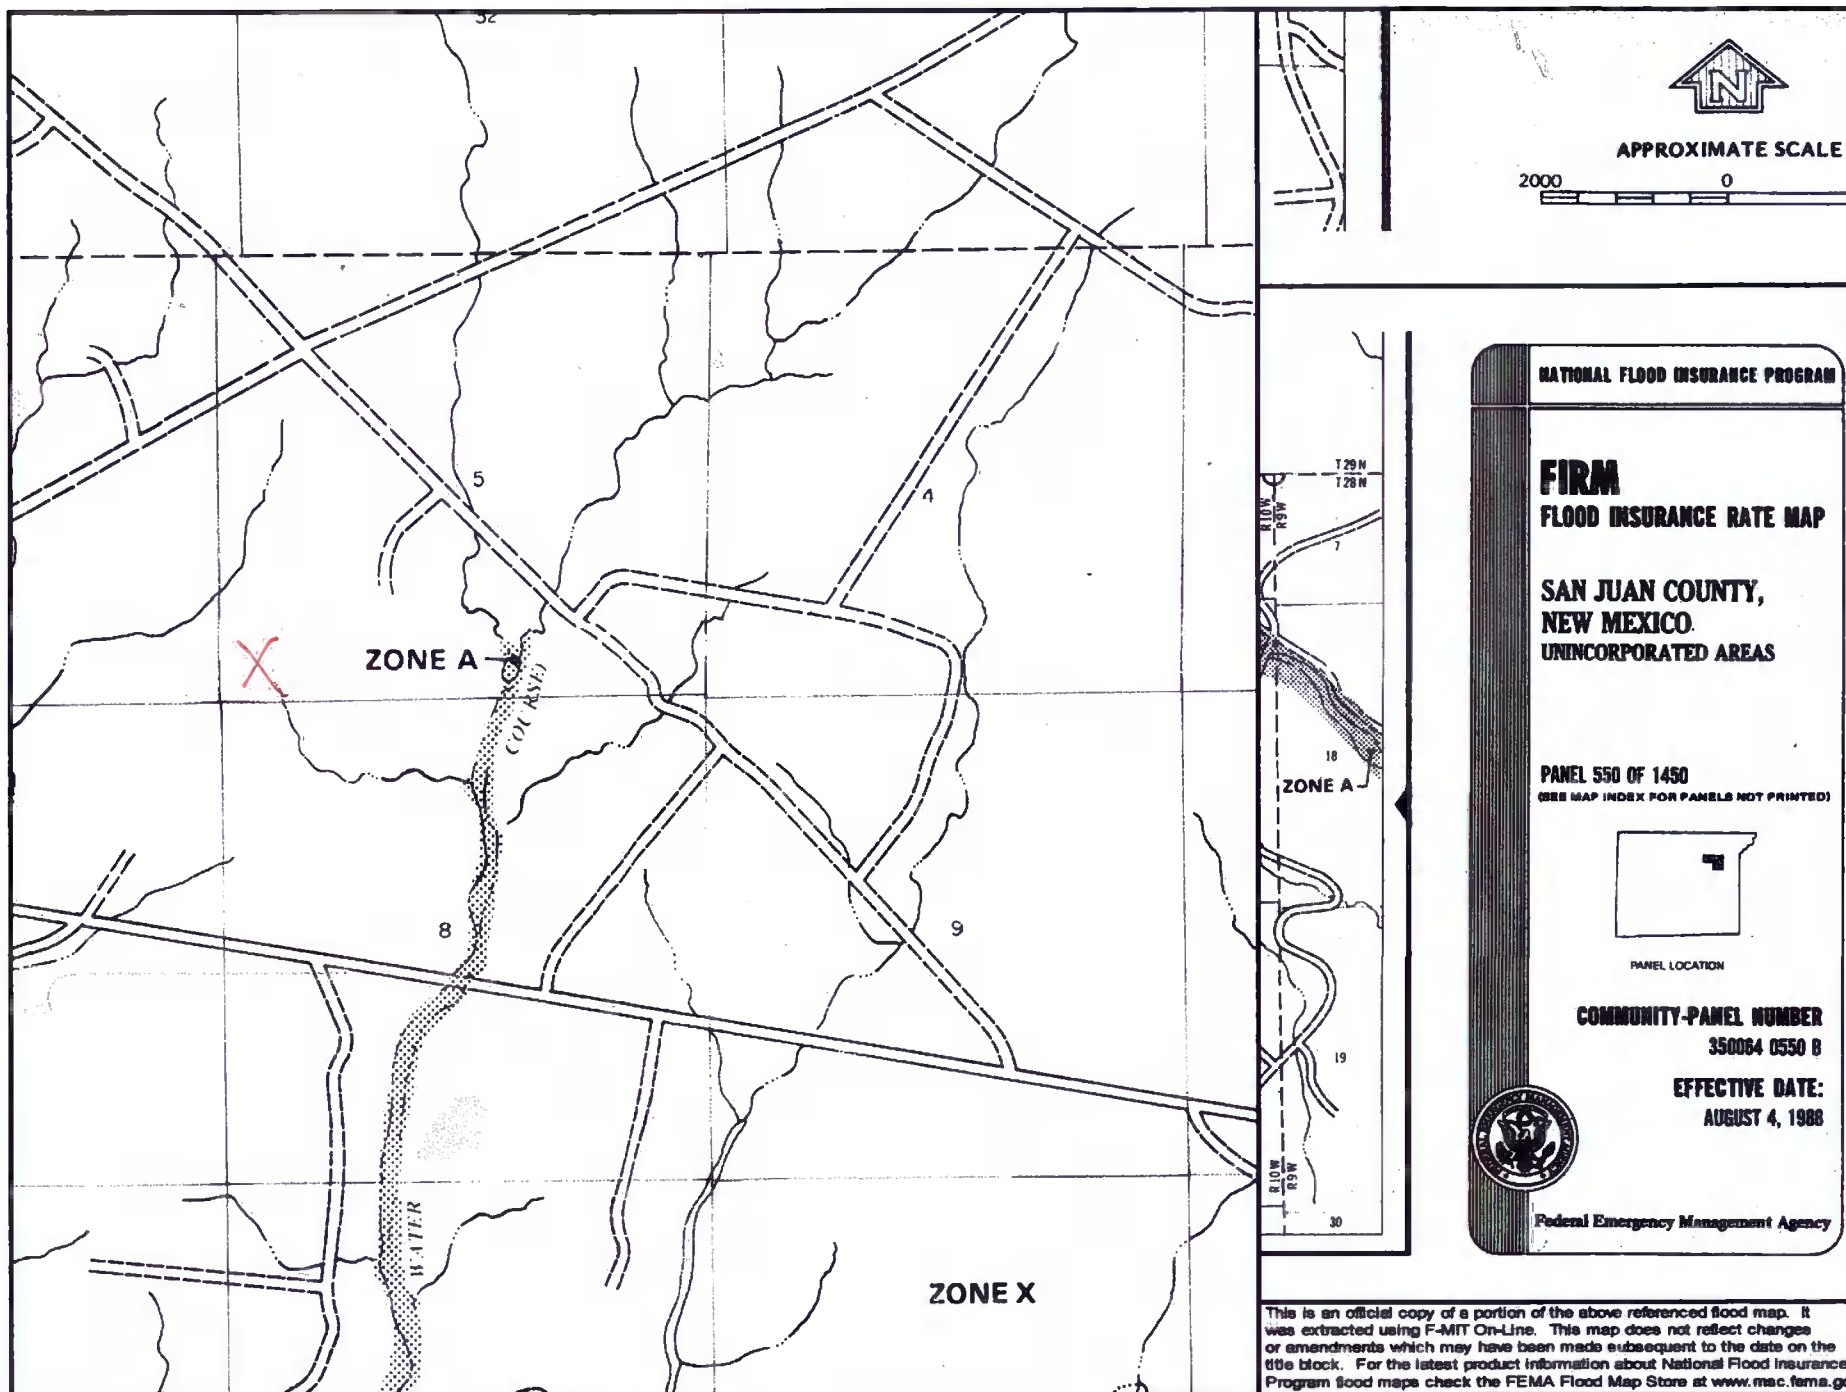 32
5
4
ZONE A
COURSE)
8
9
WATER
ZONE X
N
APPROXIMATE SCALE
2000 0
T29N
T28N
R10W
R9W
7
18
ZONE A
19
R10W
R9W
30
NATIONAL FLOOD INSURANCE PROGRAM
FIRM
FLOOD INSURANCE RATE MAP
SAN JUAN COUNTY,
NEW MEXICO
UNINCORPORATED AREAS
PANEL 550 OF 1450
(SEE MAP INDEX FOR PANELS NOT PRINTED)
PANEL LOCATION
COMMUNITY-PANEL NUMBER
350064 0550 B
EFFECTIVE DATE:
AUGUST 4, 1988
Federal Emergency Management Agency
This is an official copy of a portion of the above referenced flood map. It
was extracted using F-MIT On-Line. This map does not reflect changes
or amendments which may have been made subsequent to the date on the
title block. For the latest product information about National Flood Insurance
Program flood maps check the FEMA Flood Map Store at www.msc.fema.go